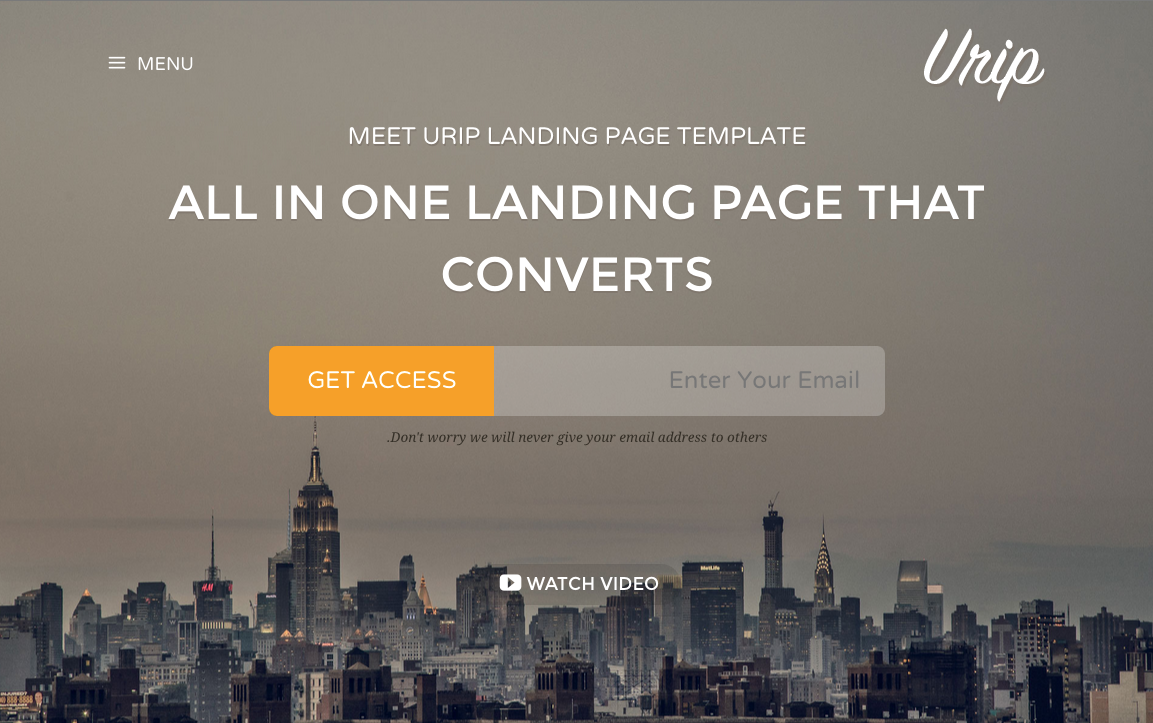 MENU
Urip
MEET URIP LANDING PAGE TEMPLATE
ALL IN ONE LANDING PAGE THAT
CONVERTS
GET ACCESS
Enter Your Email
.Don't worry we will never give your email address to others
WATCH VIDEO
H&M
MetLife